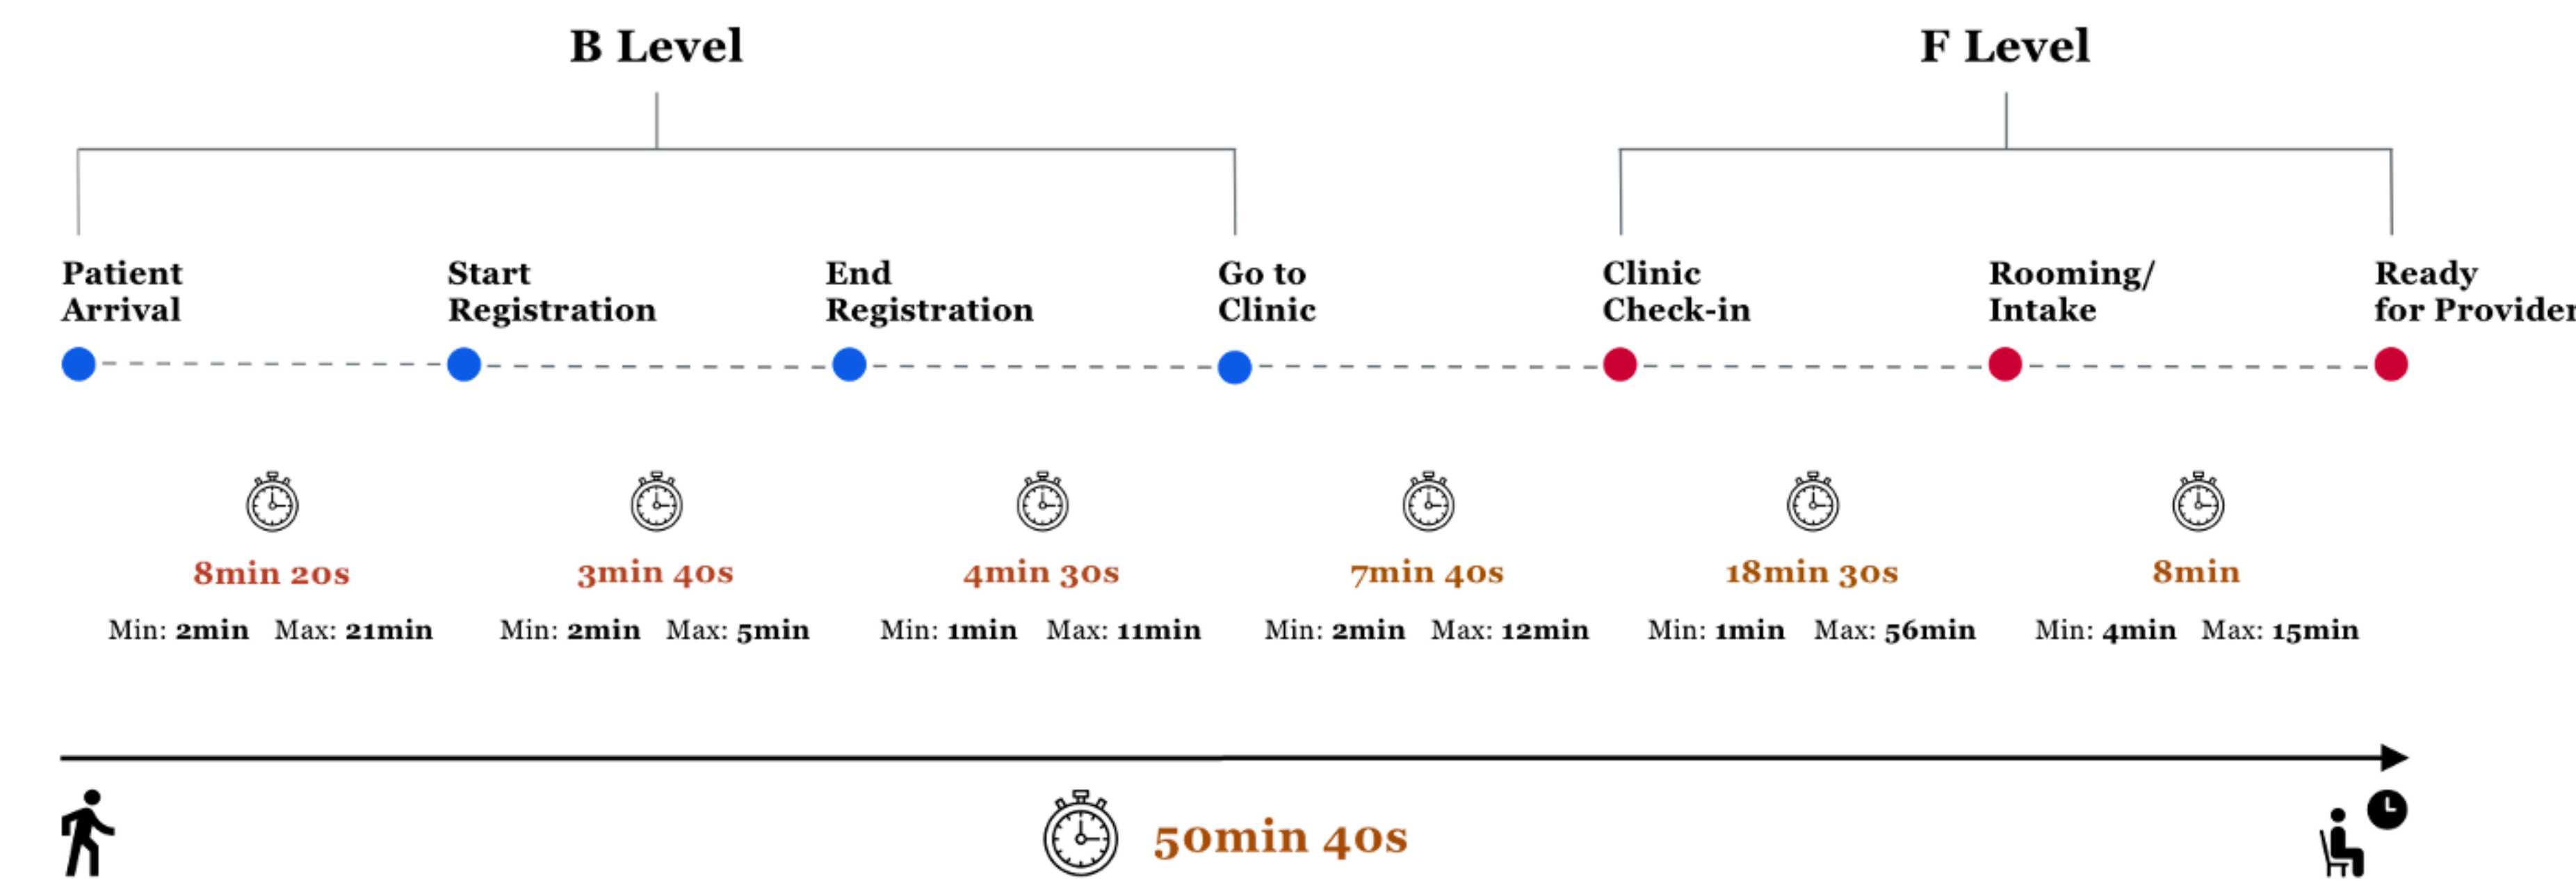 B Level
F Level
Patient
Arrival
Start
Registration
End
Registration
Go to
Clinic
Clinic
Check-in
Rooming/
Intake
Ready
for Provider
8min 20s
3min 40s
4min 30s
7min 40s
18min 30s
8min
Min: 2min Max: 21min
Min: 2min Max: 5min
Min: 1min Max: 11min
Min: 2min Max: 12min
Min: 1min Max: 56min
Min: 4min Max: 15min
50min 40s